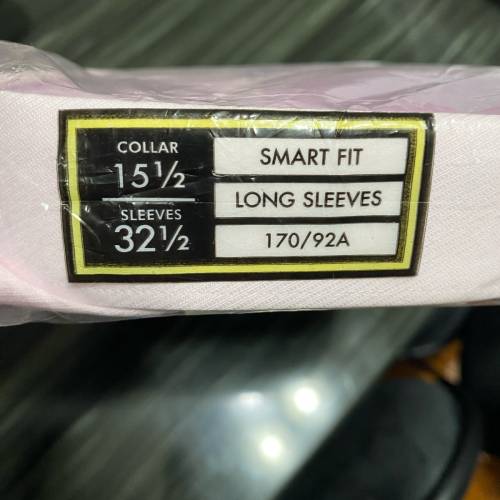 COLLAR
15½
SLEEVES
32½
SMART FIT
LONG SLEEVES
170/92A